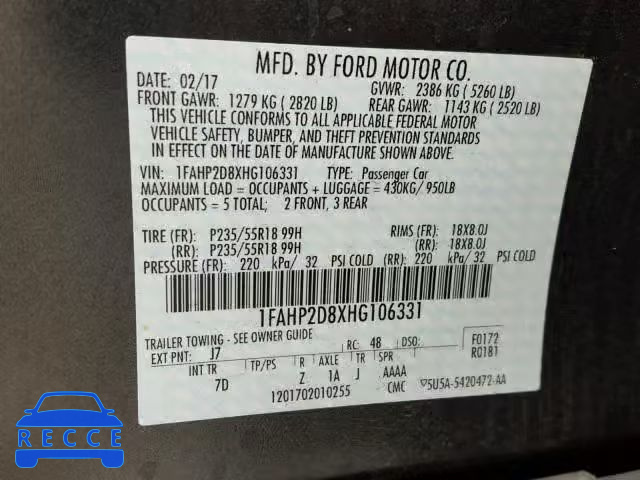 MFD. BY FORD MOTOR CO.
DATE: 02/17 GVWR: 2386 KG ( 5260 LB)
FRONT GAWR: 1279 KG ( 2820 LB) REAR GAWR: 1143 KG ( 2520 LB)
THIS VEHICLE CONFORMS TO ALL APPLICABLE FEDERAL MOTOR
VEHICLE SAFETY, BUMPER, AND THEFT PREVENTION STANDARDS
IN EFFECT ON THE DATE OF MANUFACTURE SHOWN ABOVE.
VIN: 1FAHP2D8XHG106331 TYPE: Passenger Car
MAXIMUM LOAD = OCCUPANTS + LUGGAGE = 430KG/950LB
OCCUPANTS = 5 TOTAL; 2 FRONT, 3 REAR
TIRE (FR): P235/55R18 99H RIMS (FR): 18X8.0J
(RR): P235/55R18 99H (RR): 18X8.0J
PRESSURE (FR): 220 kPa/ 32 PSI COLD (RR): 220 kPa/ 32 PSI COLD
1FAHP2D8XHG106331
TRAILER TOWING - SEE OWNER GUIDE
EXT PNT: J7 RC: 48 DSO: F0172
R0181
INT TR TP/PS R AXLE TR SPR
7D Z 1A J AAAA
1201702010255 CMC 5U5A-5420472-AA
RECCE